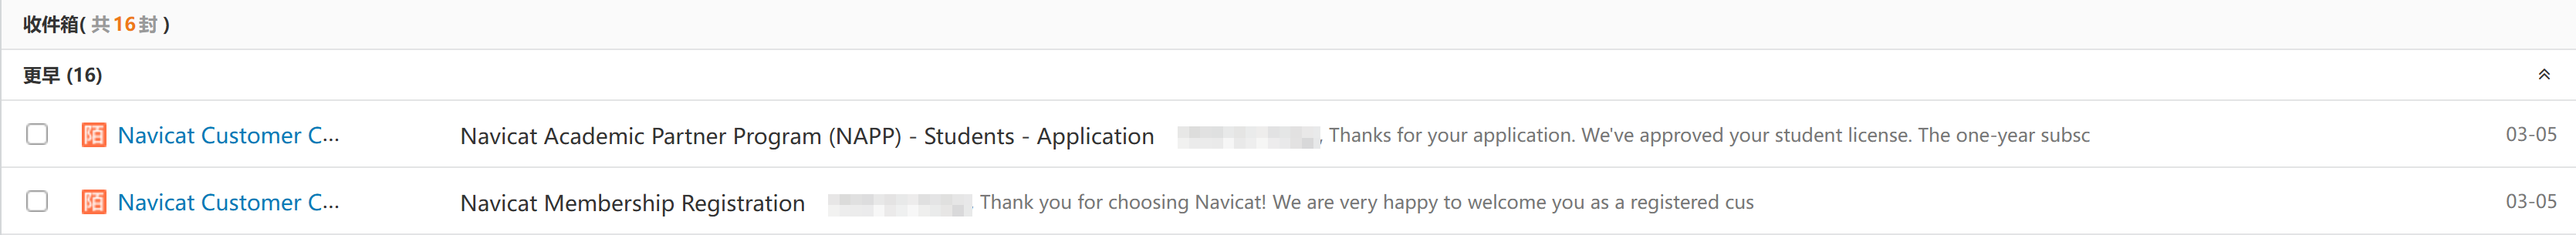 收件箱( 共16封 )
更早 (16)
陌 Navicat Customer C... Navicat Academic Partner Program (NAPP) - Students - Application , Thanks for your application. We've approved your student license. The one-year subsc 03-05
陌 Navicat Customer C... Navicat Membership Registration Thank you for choosing Navicat! We are very happy to welcome you as a registered cus 03-05